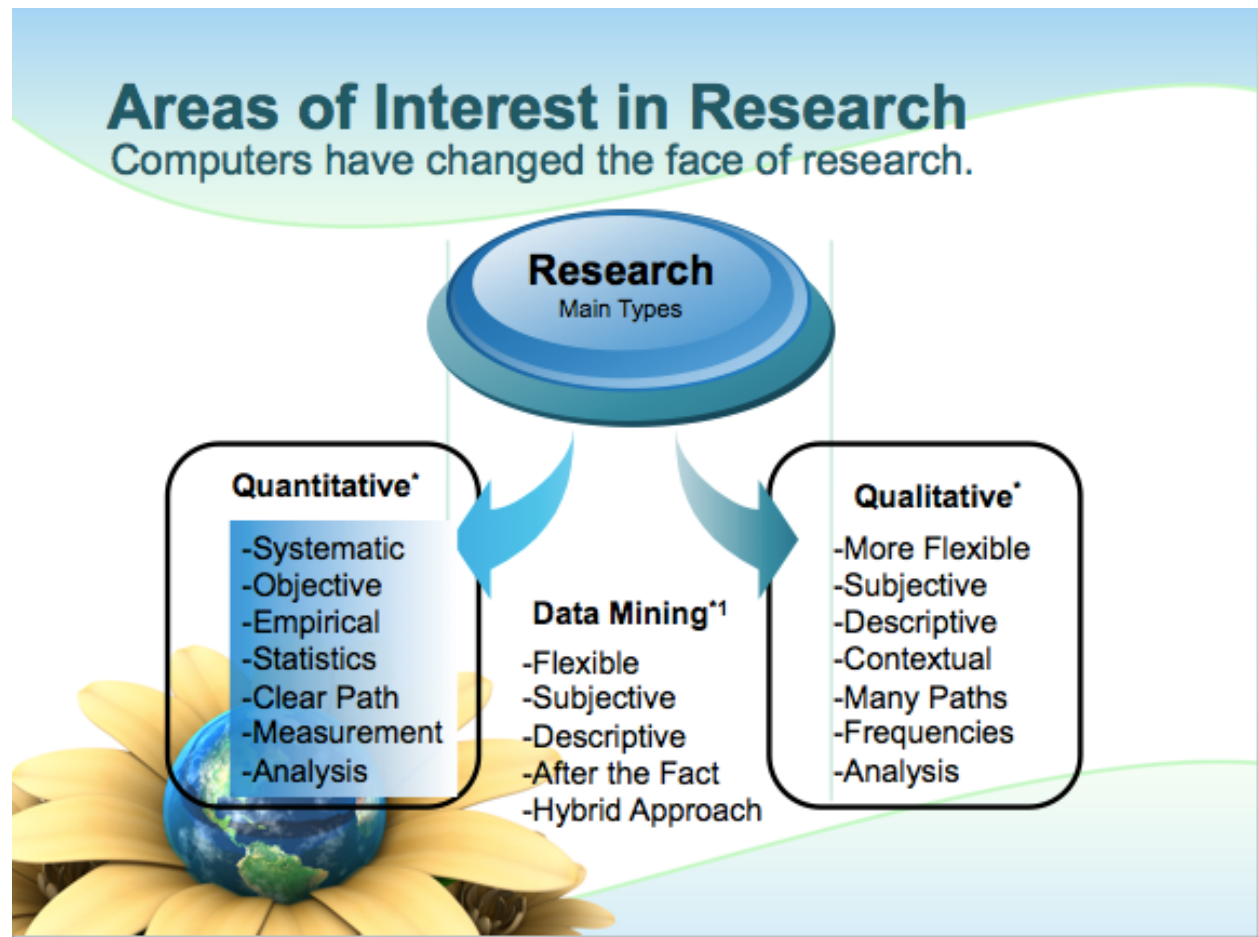 Areas of Interest in Research
Computers have changed the face of research.
Research
Main Types
Quantitative*
-Systematic
-Objective
-Empirical
-Statistics
-Clear Path
-Measurement
-Analysis
Data Mining*1
-Flexible
-Subjective
-Descriptive
-After the Fact
-Hybrid Approach
Qualitative*
-More Flexible
-Subjective
-Descriptive
-Contextual
-Many Paths
-Frequencies
-Analysis